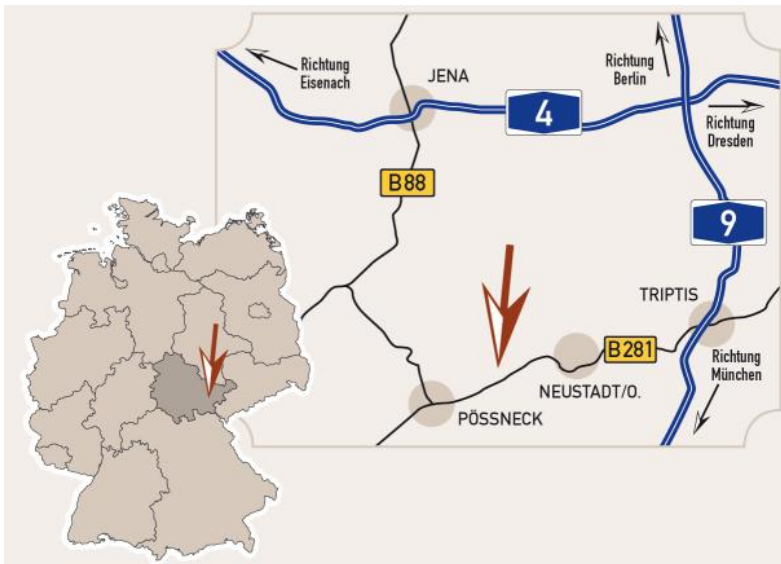 Richtung
Eisenach
JENA
4
Richtung
Berlin
Richtung
Dresden
B88
9
TRIPTIS
B281
NEUSTADT/O.
Richtung
München
PÖSSNECK